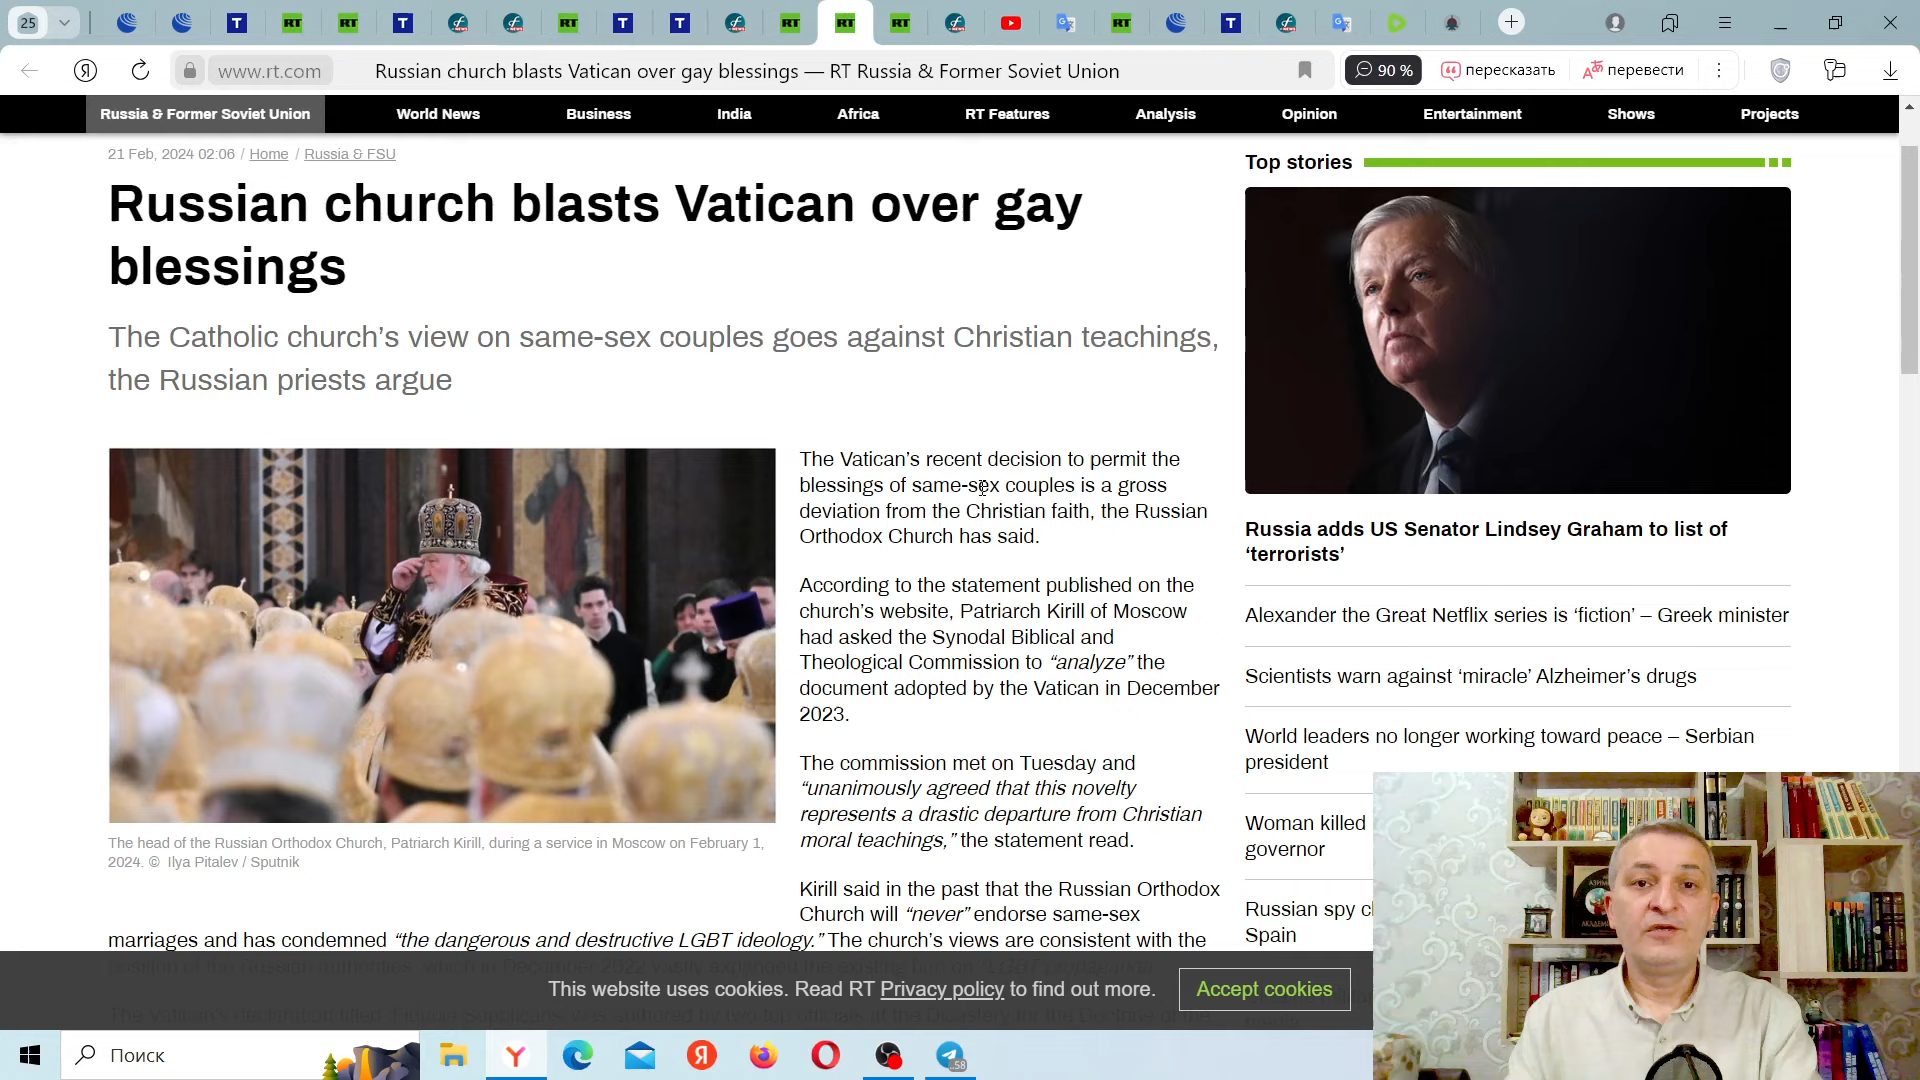 25
www.rt.com
Russian church blasts Vatican over gay blessings — RT Russia & Former Soviet Union
90 %
пересказать
перевести
Russia & Former Soviet Union
World News
Business
India
Africa
RT Features
Analysis
Opinion
Entertainment
Shows
Projects
21 Feb, 2024 02:06 / Home / Russia & FSU
Russian church blasts Vatican over gay
blessings
The Catholic church’s view on same-sex couples goes against Christian teachings,
the Russian priests argue
The head of the Russian Orthodox Church, Patriarch Kirill, during a service in Moscow on February 1,
2024. © Ilya Pitalev / Sputnik
The Vatican’s recent decision to permit the
blessings of same-sex couples is a gross
deviation from the Christian faith, the Russian
Orthodox Church has said.
According to the statement published on the
church’s website, Patriarch Kirill of Moscow
had asked the Synodal Biblical and
Theological Commission to “analyze” the
document adopted by the Vatican in December
2023.
The commission met on Tuesday and
“unanimously agreed that this novelty
represents a drastic departure from Christian
moral teachings,” the statement read.
Kirill said in the past that the Russian Orthodox
Church will “never” endorse same-sex
marriages and has condemned “the dangerous and destructive LGBT ideology.” The church’s views are consistent with the
Top stories
Russia adds US Senator Lindsey Graham to list of
‘terrorists’
Alexander the Great Netflix series is ‘fiction’ – Greek minister
Scientists warn against ‘miracle’ Alzheimer’s drugs
World leaders no longer working toward peace – Serbian
president
Woman killed
governor
Russian spy
Spain
This website uses cookies. Read RT Privacy policy to find out more.
Accept cookies
Поиск
58